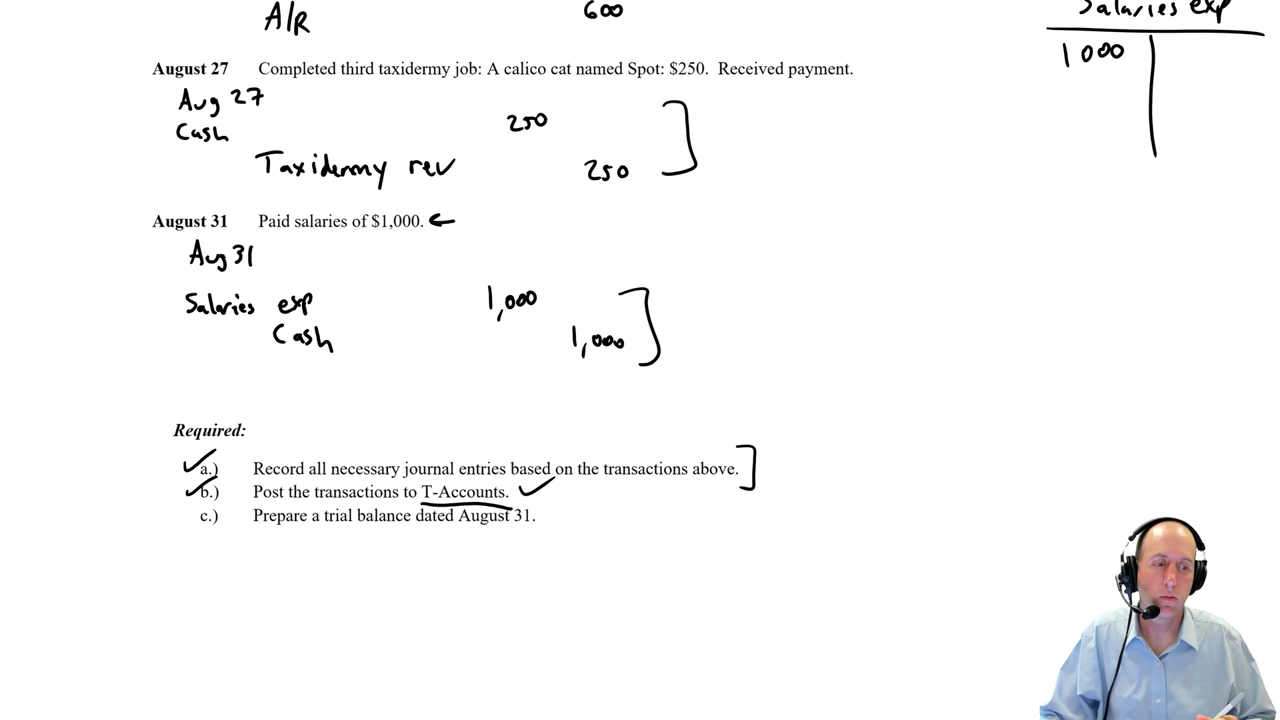 A/R 600
Salaries exp
1000
August 27 Completed third taxidermy job: A calico cat named Spot: $250. Received payment.
Aug 27
Cash 250
Taxidermy rev 250
August 31 Paid salaries of $1,000.
Aug 31
Salaries exp 1,000
Cash 1,000
Required:
a.) Record all necessary journal entries based on the transactions above.
b.) Post the transactions to T-Accounts.
c.) Prepare a trial balance dated August 31.